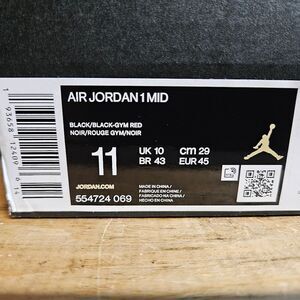 AIR JORDAN 1 MID
BLACK/BLACK-GYM RED
NOIR/ROUGE GYM/NOIR
11
UK 10 cm 29
BR 43 EUR 45
JORDAN.COM
554724 069
MADE IN CHINA/
FABRIQUE EN CHINE/
FABRICADO NA CHINA/
HECHO EN CHINA